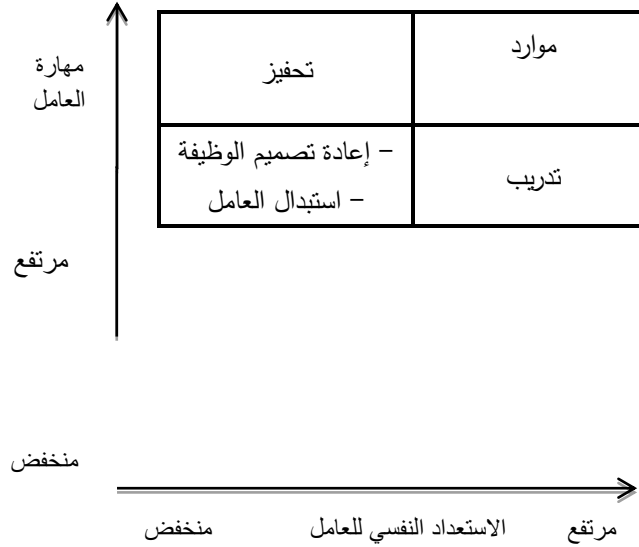 مهارة
العامل
تحفيز
موارد
– إعادة تصميم الوظيفة
– استبدال العامل
تدريب
مرتفع
منخفض
مرتفع
الاستعداد النفسي للعامل
منخفض